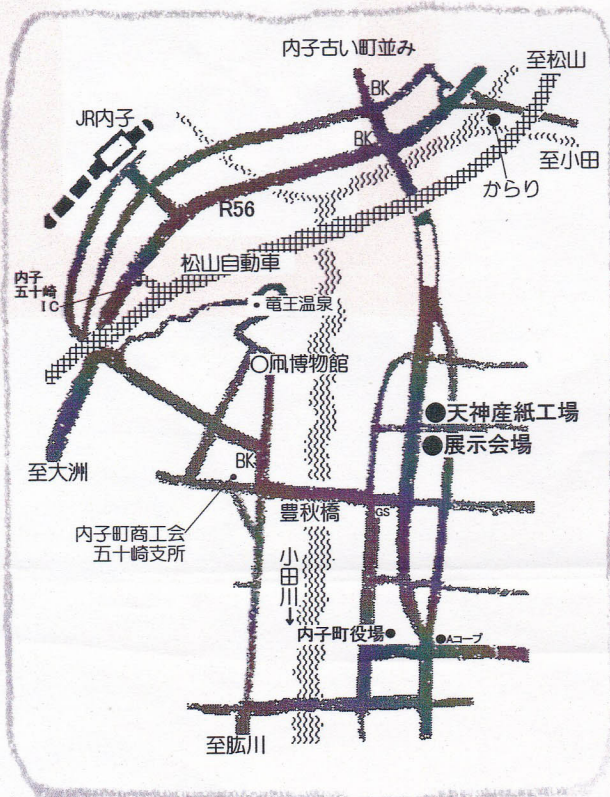 内子古い町並み
至松山
BK
JR内子
BK
至小田
からり
R56
松山自動車
内子
五十崎
IC
竜王温泉
凧博物館
天神産紙工場
展示会場
BK
至大洲
豊秋橋
GS
内子町商工会
五十崎支所
小田川
↓
内子町役場
Aコープ
至肱川